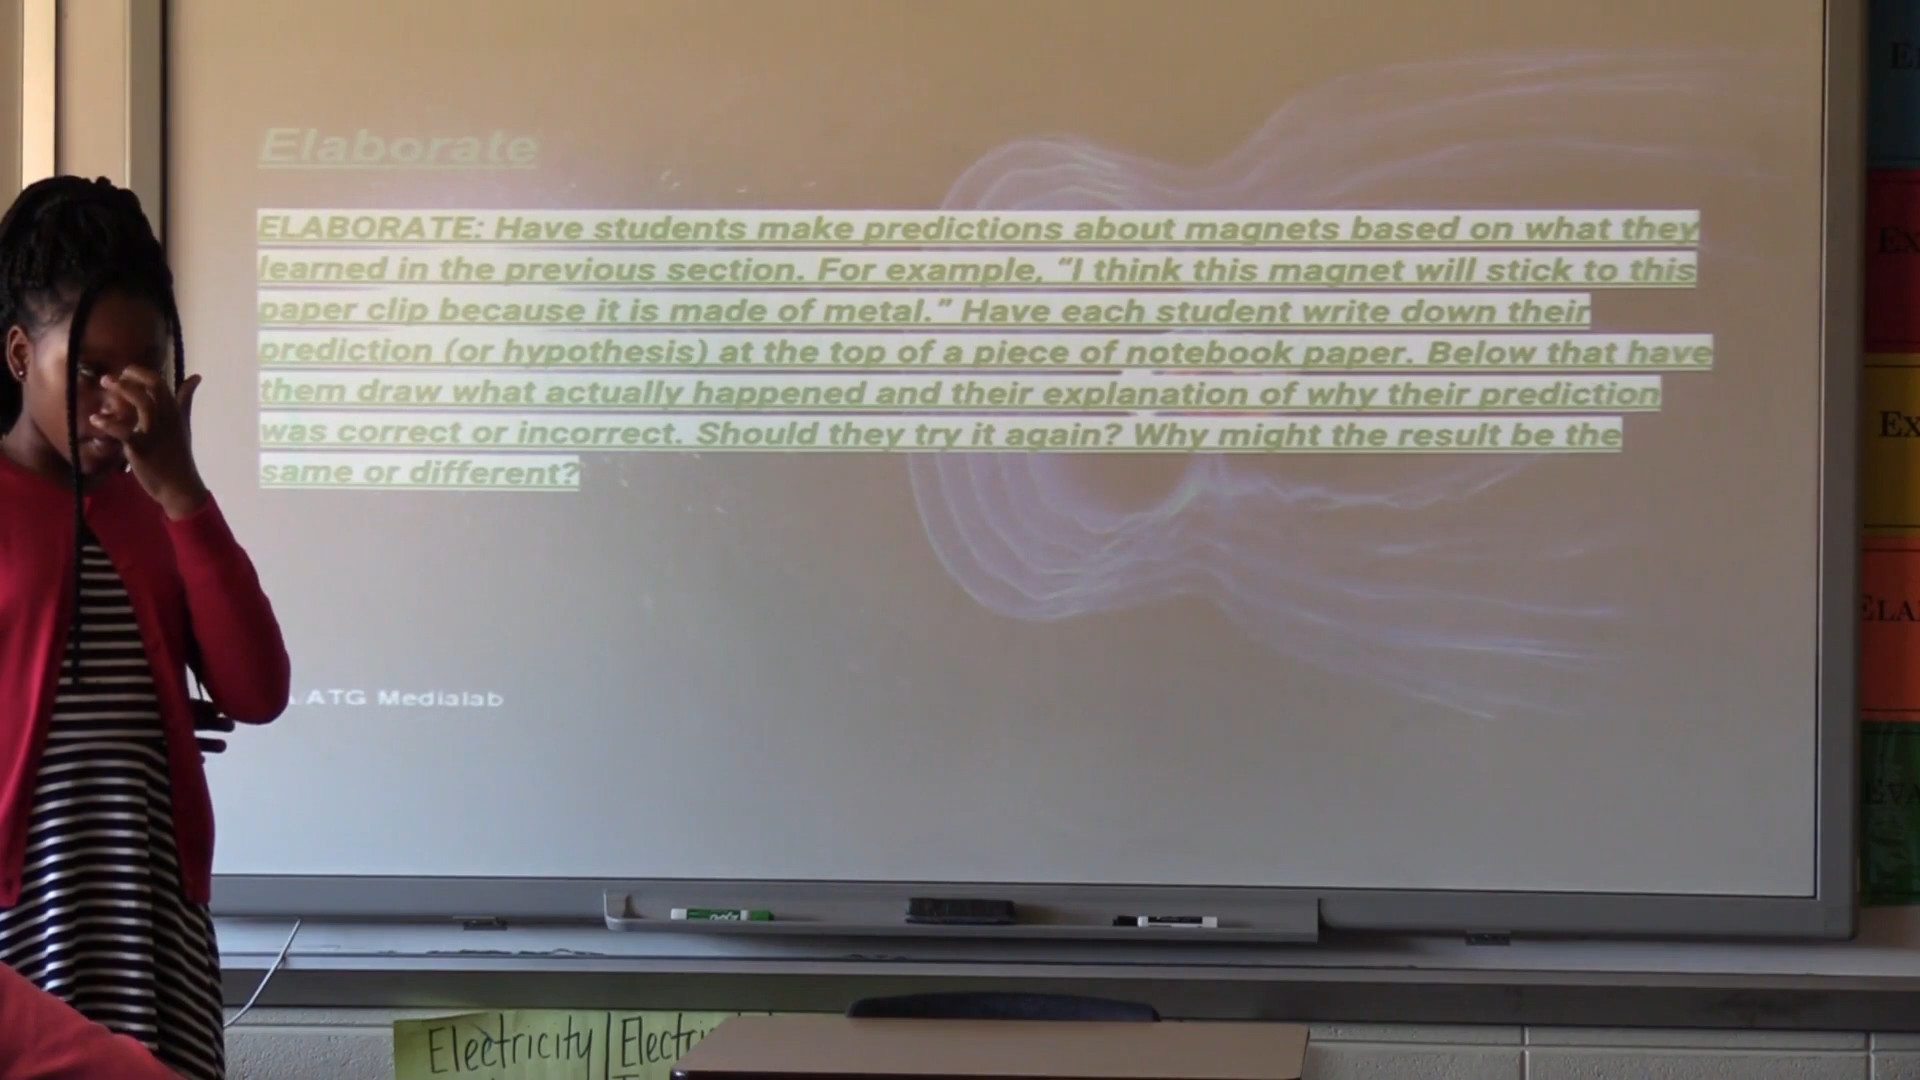 Elaborate
ELABORATE: Have students make predictions about magnets based on what they
learned in the previous section. For example, “I think this magnet will stick to this
paper clip because it is made of metal.” Have each student write down their
prediction (or hypothesis) at the top of a piece of notebook paper. Below that have
them draw what actually happened and their explanation of why their prediction
was correct or incorrect. Should they try it again? Why might the result be the
same or different?
ATG Medialab
Electricity